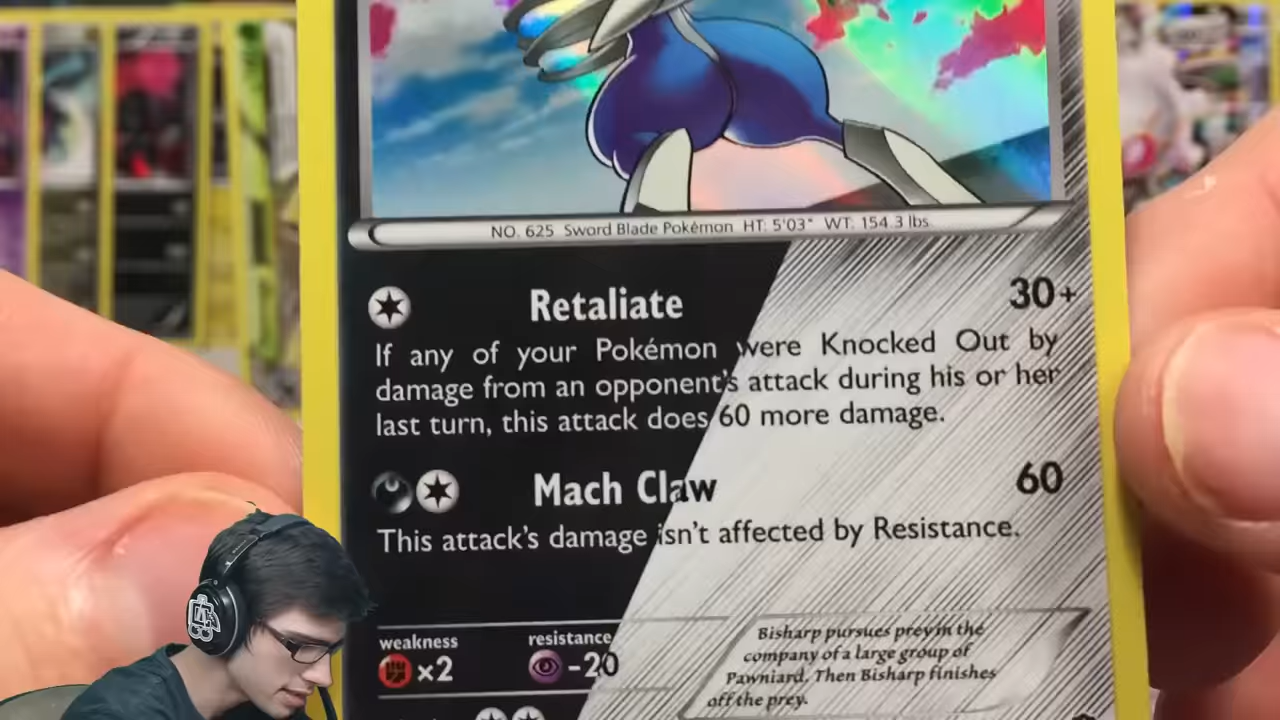 NO. 625 Sword Blade Pokémon HT: 5'03" WT: 154.3 lbs.
Retaliate 30+
If any of your Pokémon were Knocked Out by
damage from an opponent's attack during his or her
last turn, this attack does 60 more damage.
Mach Claw 60
This attack's damage isn't affected by Resistance.
weakness resistance
×2 -20
Bisharp pursues prey in the
company of a large group of
Pawniard. Then Bisharp finishes
off the prey.